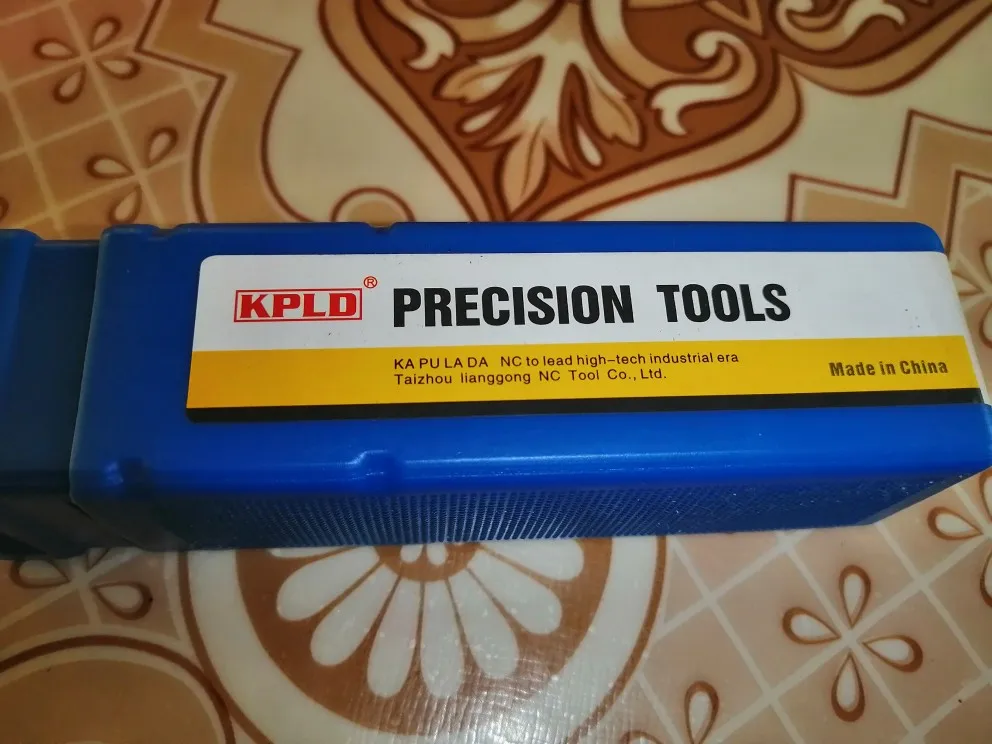 KPLD® PRECISION TOOLS
KA PU LA DA NC to lead high-tech industrial era
Taizhou lianggong NC Tool Co., Ltd.
Made in China